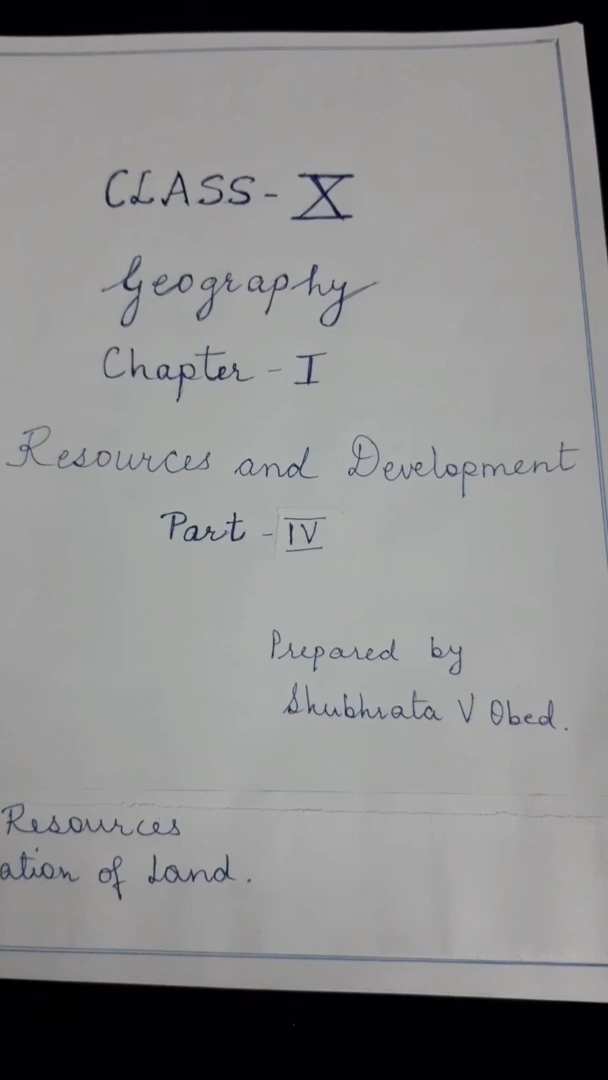 CLASS - X
Geography
Chapter - I
Resources and Development
Part - IV
Prepared by
Shubhrata V Obed.
Resources
ation of Land.